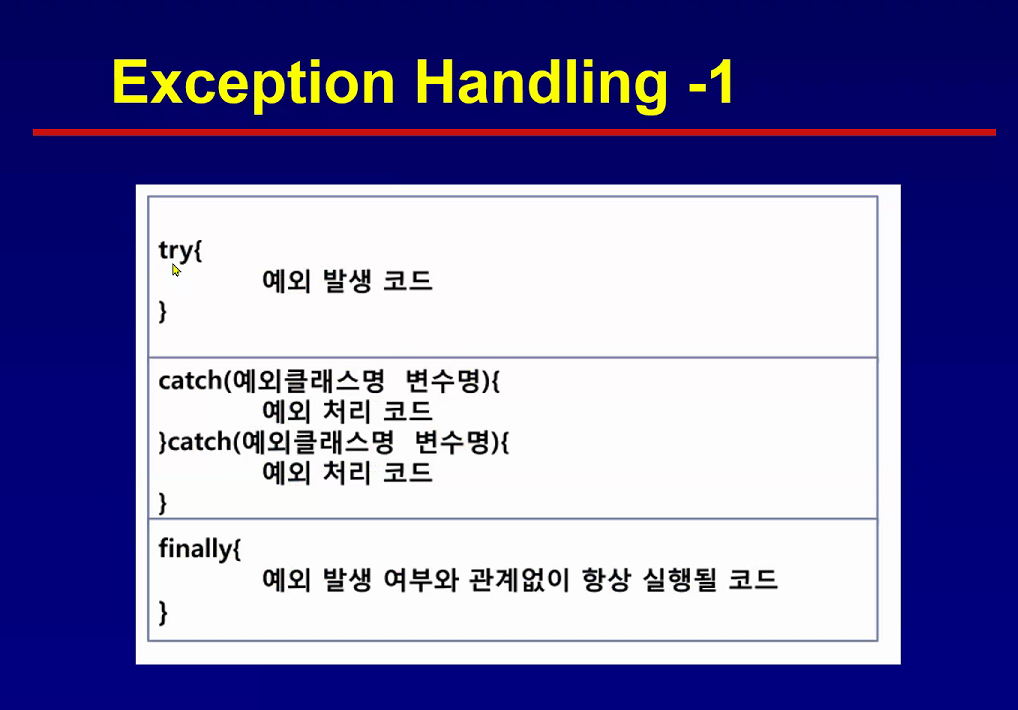 Exception Handling -1
try{
예외 발생 코드
}
catch(예외클래스명 변수명){
예외 처리 코드
}catch(예외클래스명 변수명){
예외 처리 코드
}
finally{
예외 발생 여부와 관계없이 항상 실행될 코드
}